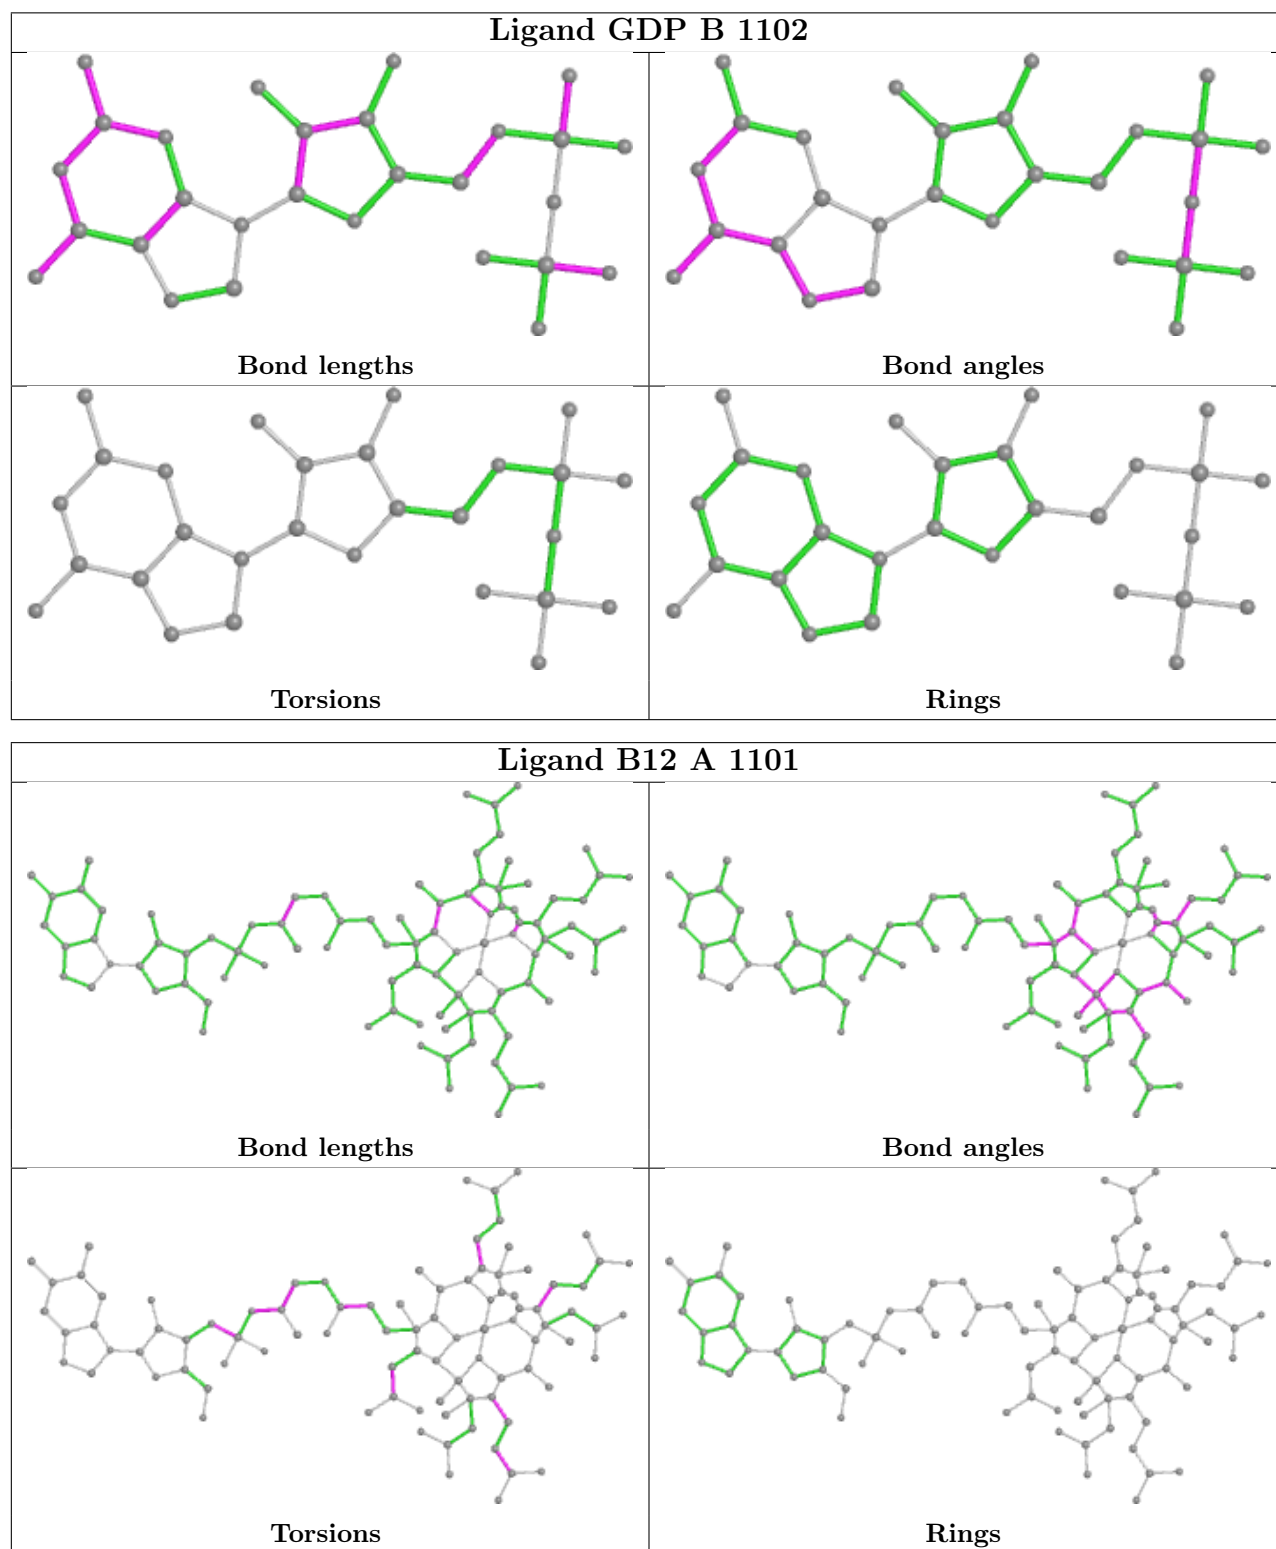 Ligand GDP B 1102
Bond lengths
Bond angles
Torsions
Rings
Ligand B12 A 1101
Bond lengths
Bond angles
Torsions
Rings